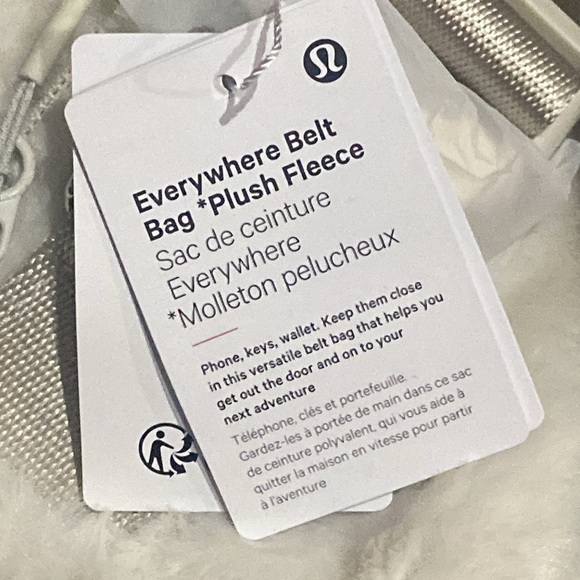 Everywhere Belt
Bag *Plush Fleece
Sac de ceinture
Everywhere
*Molleton pelucheux
Phone, keys, wallet. Keep them close
in this versatile belt bag that helps you
get out the door and on to your
next adventure
Téléphone, clés et portefeuille.
Gardez-les à portée de main dans ce sac
de ceinture polyvalent, qui vous aide à
quitter la maison en vitesse pour partir
à l'aventure